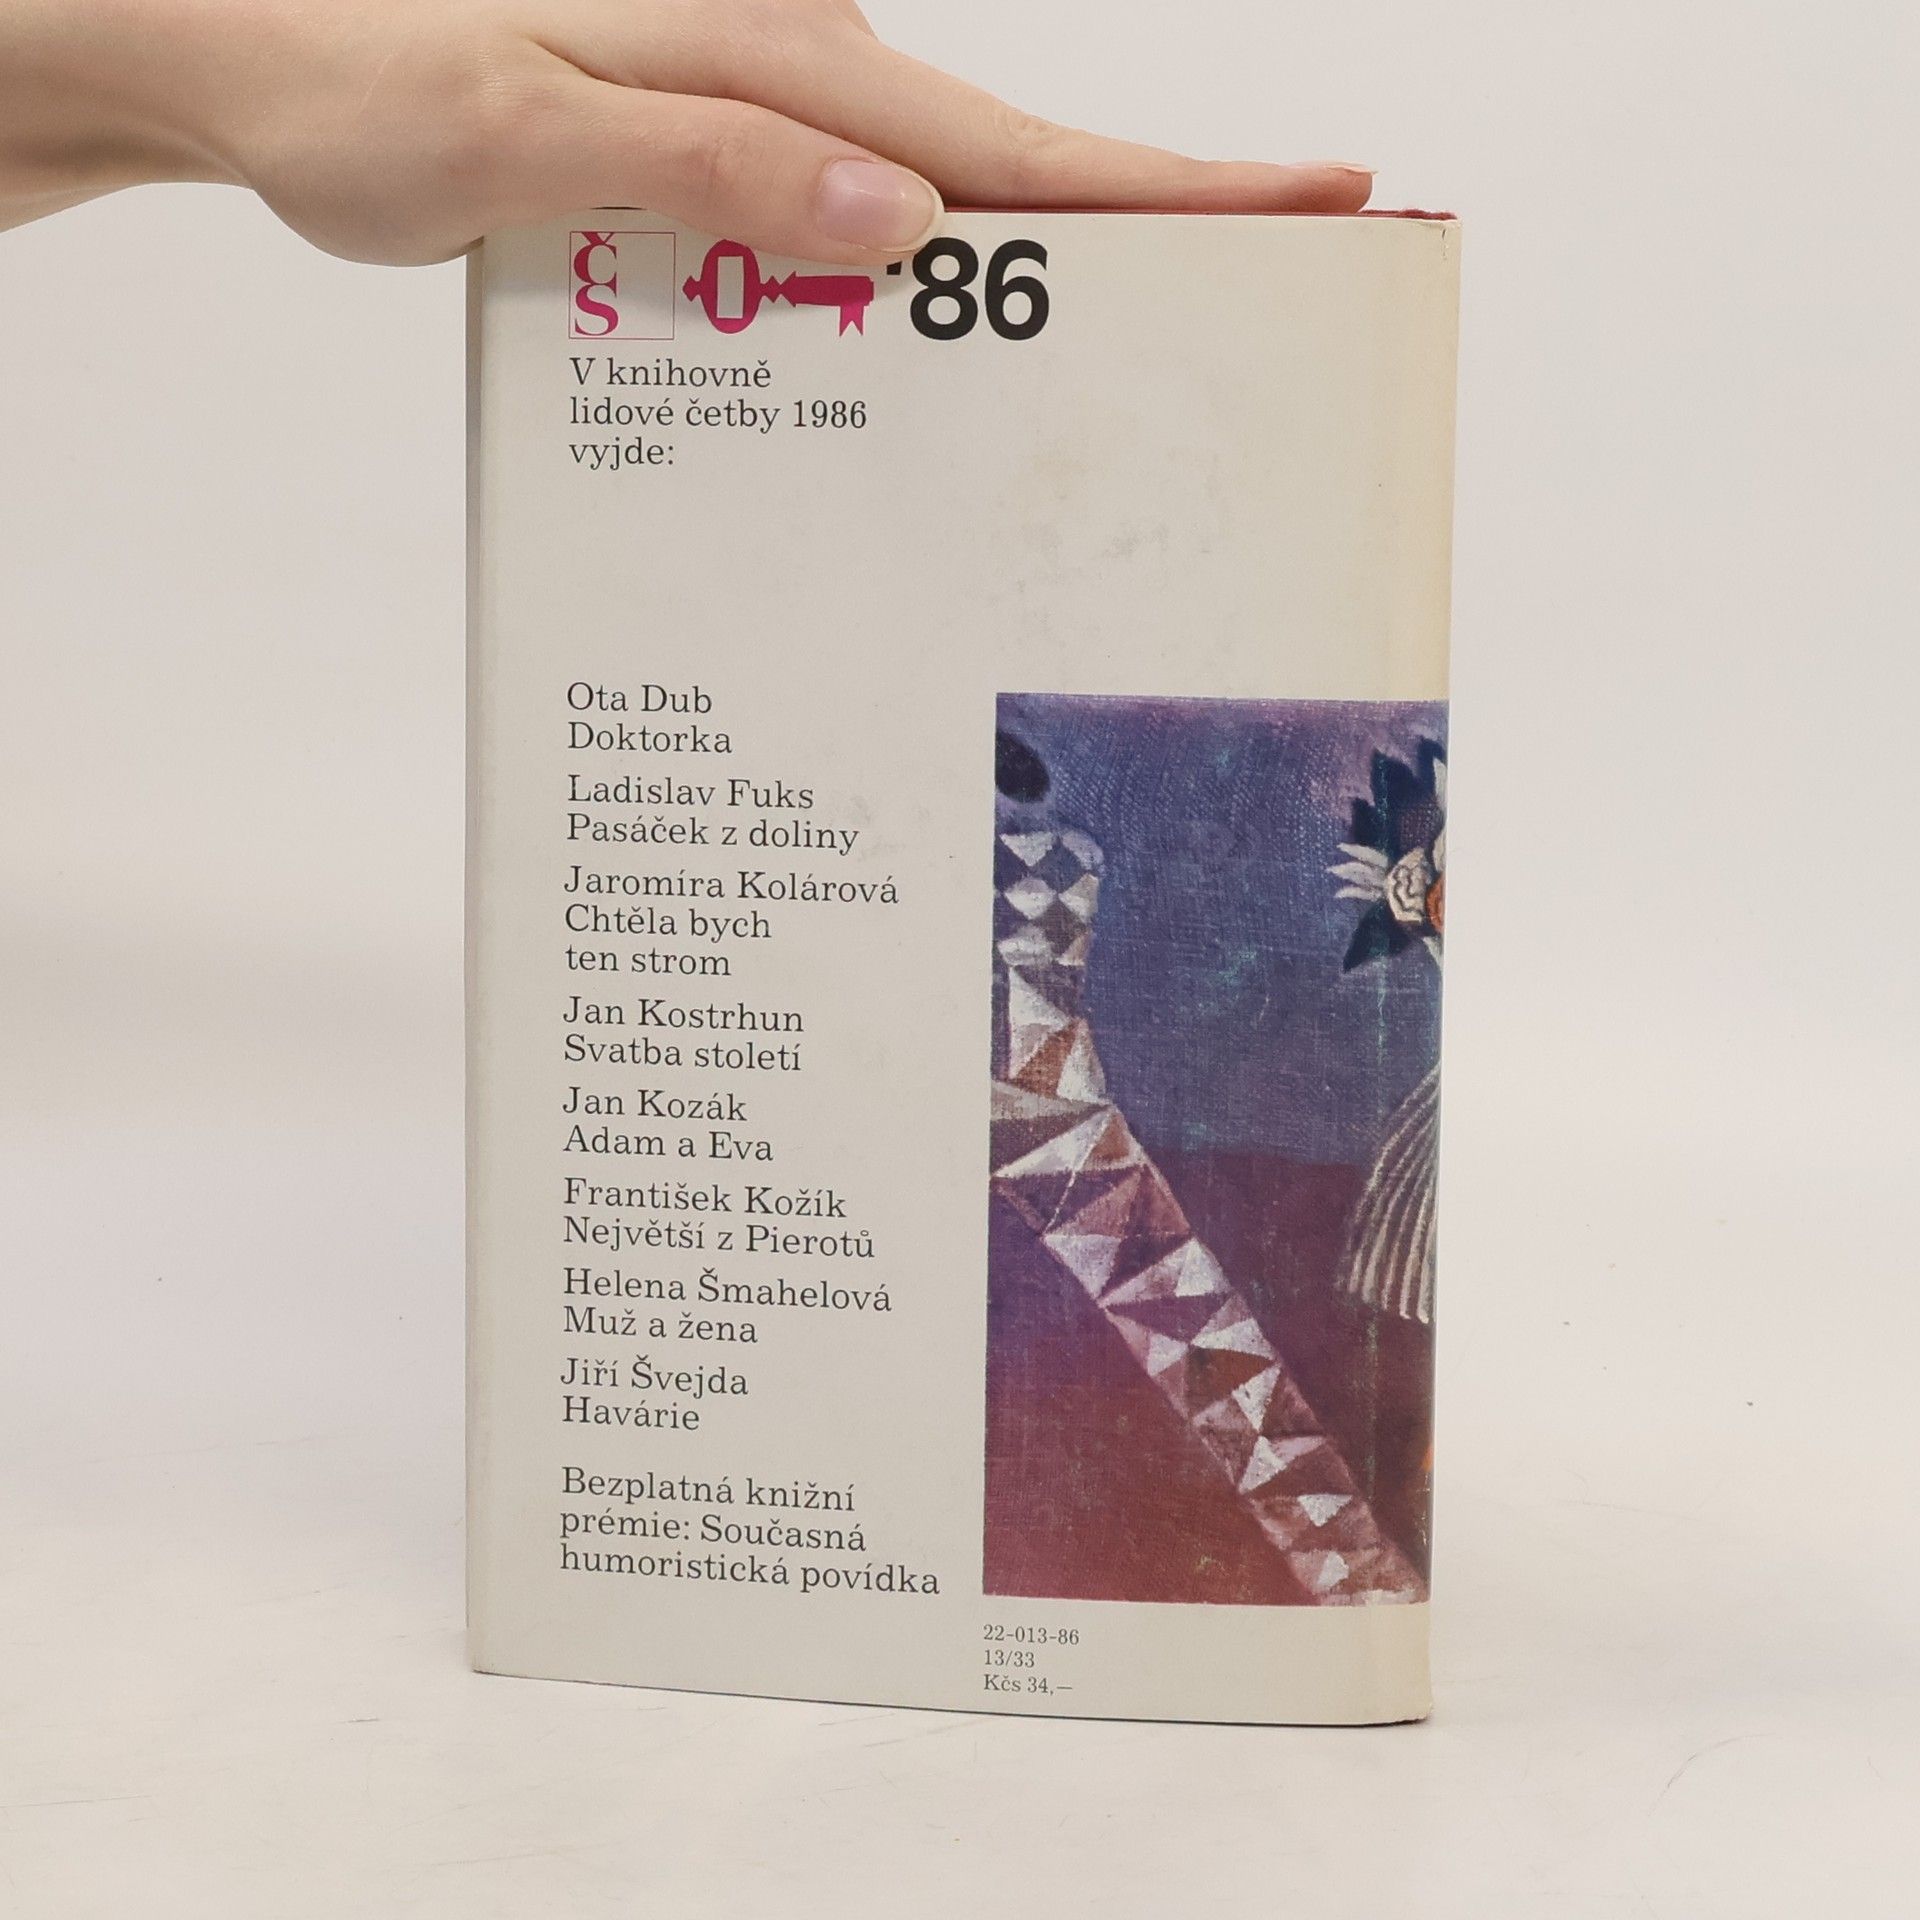 Č
S
'86
V knihovně
lidové četby 1986
vyjde:
Ota Dub
Doktorka
Ladislav Fuks
Pasáček z doliny
Jaromíra Kolárová
Chtěla bych
ten strom
Jan Kostrhun
Svatba století
Jan Kozák
Adam a Eva
František Kožík
Největší z Pierotů
Helena Šmahelová
Muž a žena
Jiří Švejda
Havárie
Bezplatná knižní
prémie: Současná
humoristická povídka
22-013-86
13/33
Kčs 34,—